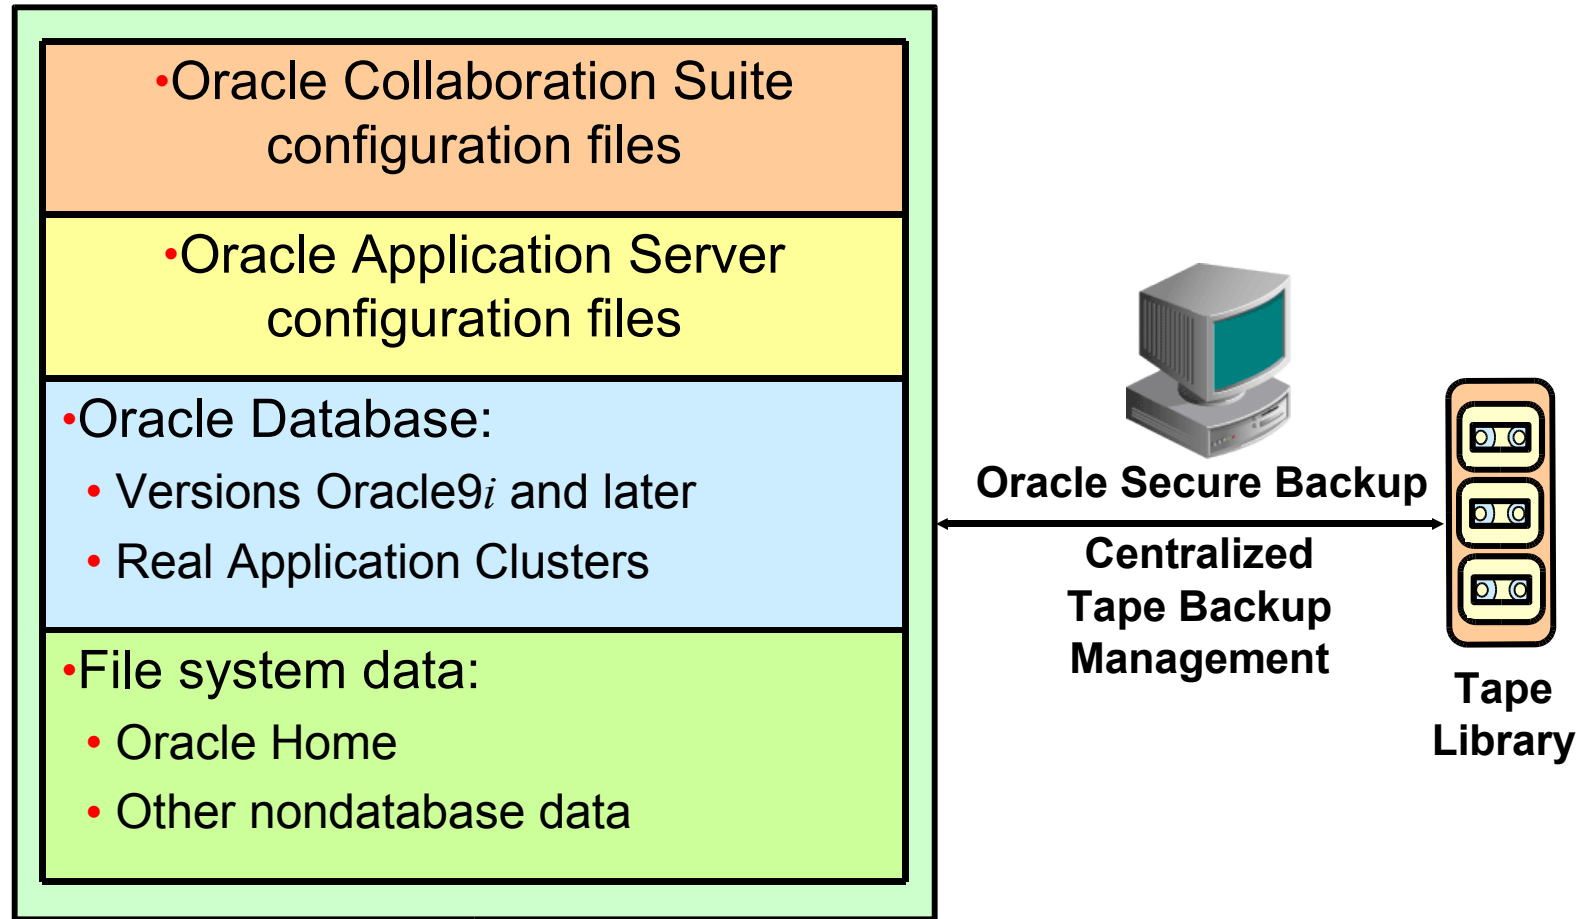 •Oracle Collaboration Suite
configuration files
•Oracle Application Server
configuration files
•Oracle Database:
• Versions Oracle9i and later
• Real Application Clusters
•File system data:
• Oracle Home
• Other nondatabase data
Oracle Secure Backup
Centralized
Tape Backup
Management
Tape
Library